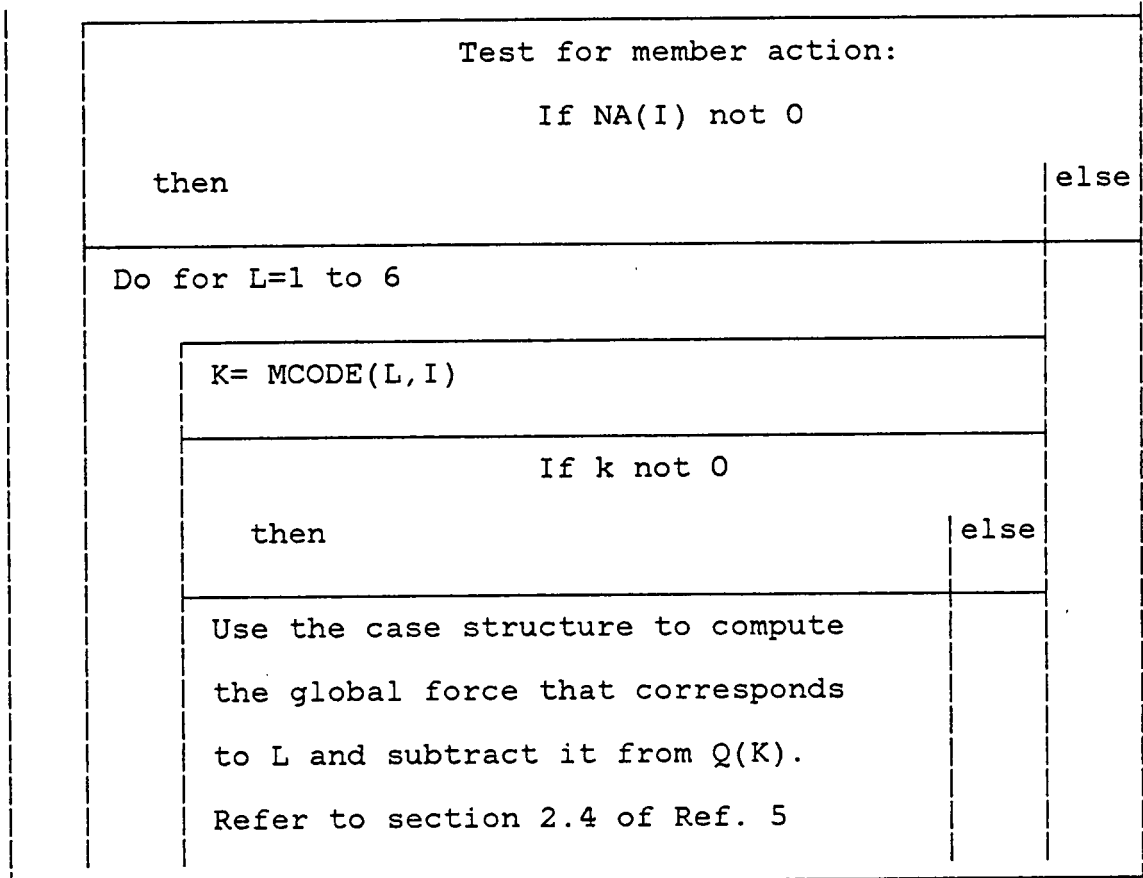 Test for member action:
If NA(I) not 0
then else
Do for L=1 to 6
K= MCODE(L,I)
If k not 0
then else
Use the case structure to compute
the global force that corresponds
to L and subtract it from Q(K).
Refer to section 2.4 of Ref. 5